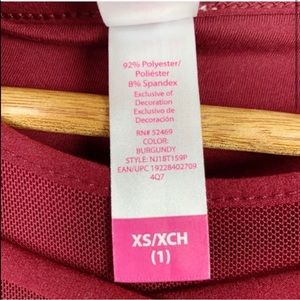 92% Polyester/
Poliéster
8% Spandex
Exclusive of
Decoration
Exclusivo de
Decoración
RN# 52469
COLOR:
BURGUNDY
STYLE: NJ18T159P
EAN/UPC 19228402709
4Q7
XS/XCH
(1)